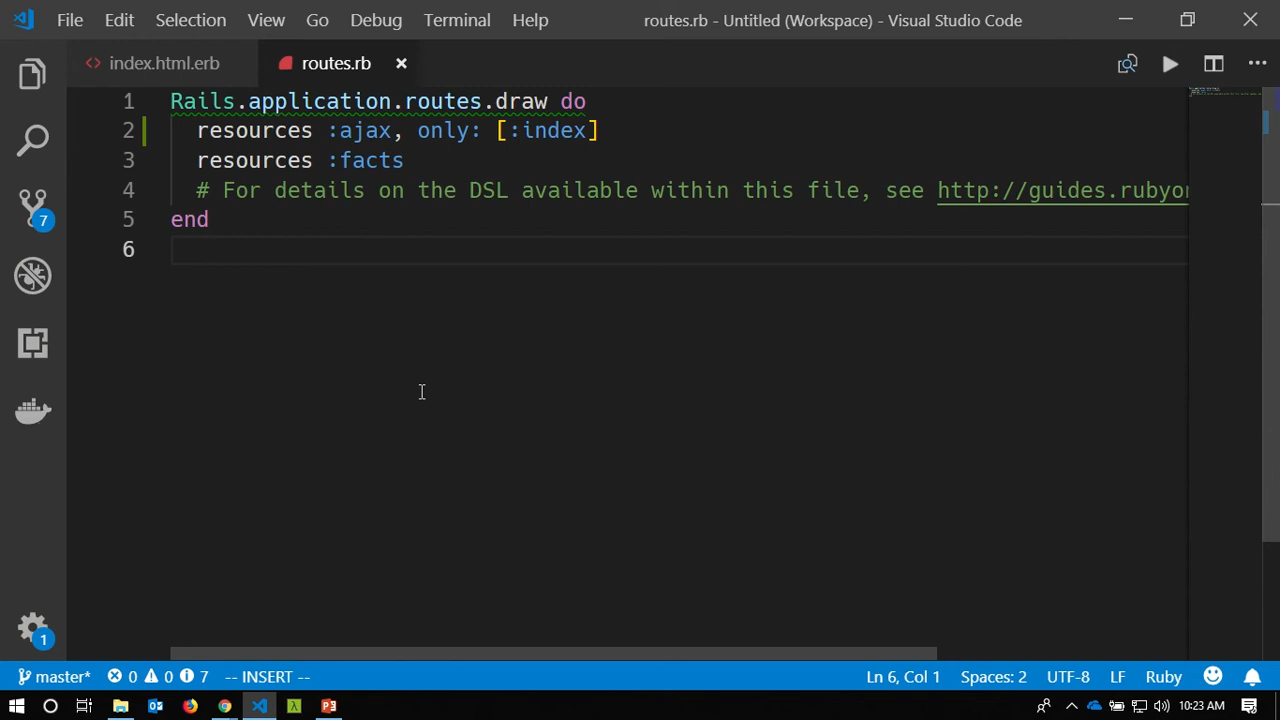 File Edit Selection View Go Debug Terminal Help routes.rb - Untitled (Workspace) - Visual Studio Code
index.html.erb routes.rb
1 Rails.application.routes.draw do
2 resources :ajax, only: [:index]
3 resources :facts
4 # For details on the DSL available within this file, see http://guides.rubyon
5 end
6
7
1
master* 0 0 7 -- INSERT -- Ln 6, Col 1 Spaces: 2 UTF-8 LF Ruby
10:23 AM